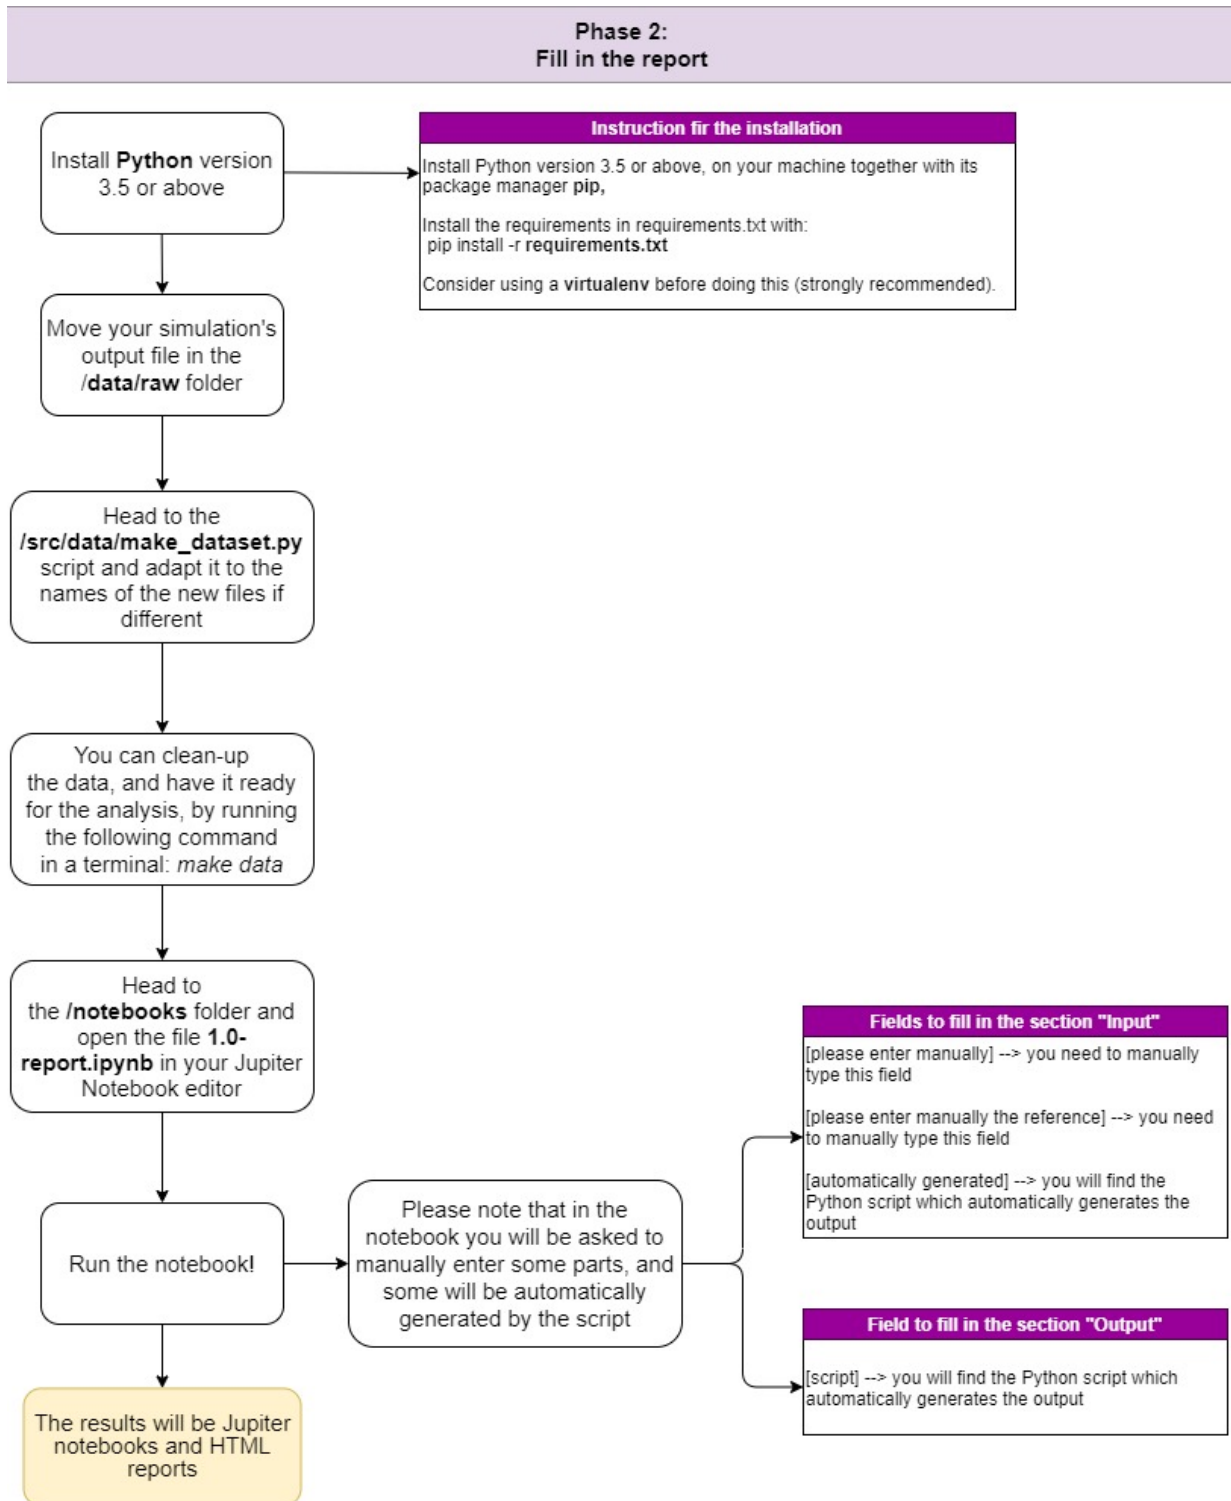 Phase 2:
Fill in the report
Install Python version
3.5 or above
Instruction fir the installation
Install Python version 3.5 or above, on your machine together with its
package manager pip,
Install the requirements in requirements.txt with:
pip install -r requirements.txt
Consider using a virtualenv before doing this (strongly recommended).
Move your simulation's
output file in the
/data/raw folder
Head to the
/src/data/make_dataset.py
script and adapt it to the
names of the new files if
different
You can clean-up
the data, and have it ready
for the analysis, by running
the following command
in a terminal: make data
Head to
the /notebooks folder and
open the file 1.0-
report.ipynb in your Jupiter
Notebook editor
Run the notebook!
Please note that in the
notebook you will be asked to
manually enter some parts, and
some will be automatically
generated by the script
Fields to fill in the section "Input"
[please enter manually] --> you need to manually
type this field
[please enter manually the reference] --> you need
to manually type this field
[automatically generated] --> you will find the
Python script which automatically generates the
output
Field to fill in the section "Output"
[script] --> you will find the Python script which
automatically generates the output
The results will be Jupiter
notebooks and HTML
reports